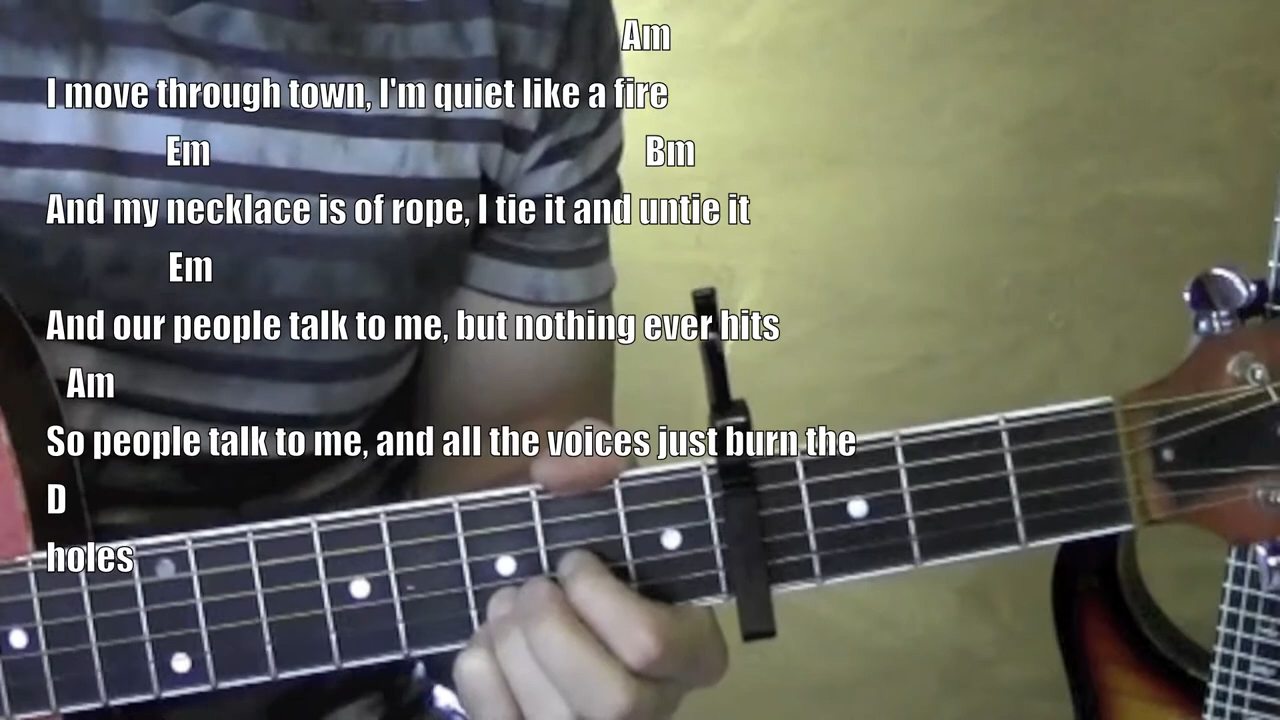 Am
I move through town, I'm quiet like a fire
Em Bm
And my necklace is of rope, I tie it and untie it
Em
And our people talk to me, but nothing ever hits
Am
So people talk to me, and all the voices just burn the
D
holes